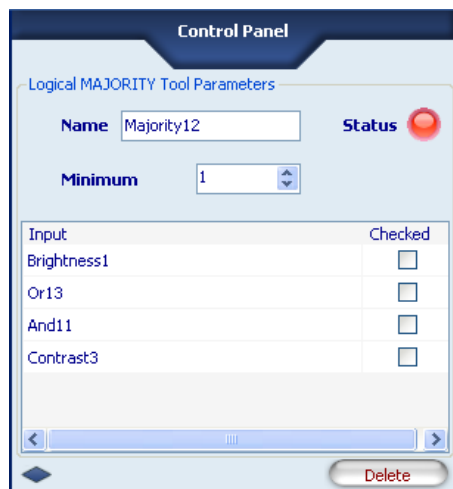 Control Panel
Logical MAJORITY Tool Parameters
Name Majority12 Status
Minimum 1
Input Checked
Brightness1
Or13
And11
Contrast3
Delete